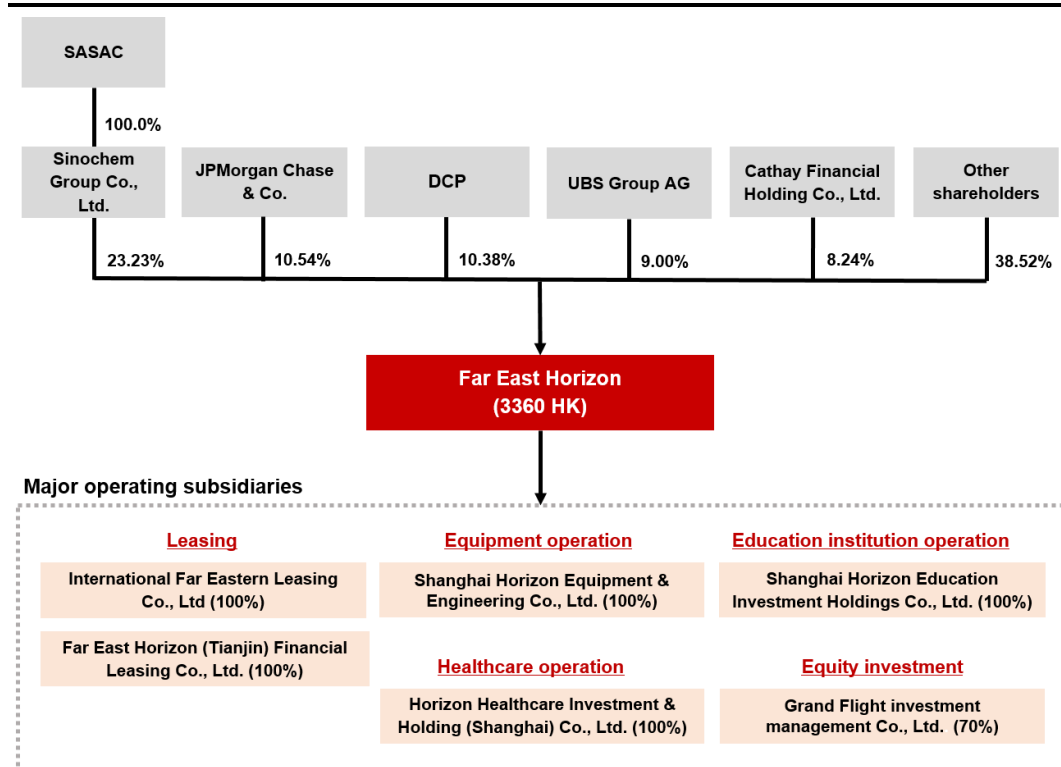 SASAC
100.0%
Sinochem
Group Co.,
Ltd.
JPMorgan Chase
& Co.
DCP
UBS Group AG
Cathay Financial
Holding Co., Ltd.
Other
shareholders
23.23%
10.54%
10.38%
9.00%
8.24%
38.52%
Far East Horizon
(3360 HK)
Major operating subsidiaries
Leasing
International Far Eastern Leasing
Co., Ltd (100%)
Far East Horizon (Tianjin) Financial
Leasing Co., Ltd. (100%)
Equipment operation
Shanghai Horizon Equipment &
Engineering Co., Ltd. (100%)
Education institution operation
Shanghai Horizon Education
Investment Holdings Co., Ltd. (100%)
Healthcare operation
Horizon Healthcare Investment &
Holding (Shanghai) Co., Ltd. (100%)
Equity investment
Grand Flight investment
management Co., Ltd. (70%)